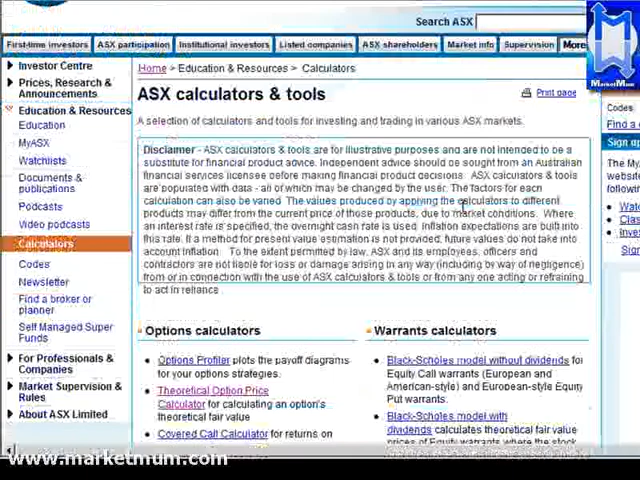 Search ASX
First-time investors
ASX participation
Institutional investors
Listed companies
ASX shareholders
Market info
Supervision
More
MarketMum
Investor Centre
Prices, Research &
Announcements
Education & Resources
Education
MyASX
Watchlists
Documents &
publications
Podcasts
Video podcasts
Calculators
Codes
Newsletter
Find a broker or
planner
Self Managed Super
Funds
For Professionals &
Companies
Market Supervision &
Rules
About ASX Limited
Home > Education & Resources > Calculators
ASX calculators & tools
Print page
A selection of calculators and tools for investing and trading in various ASX markets.
Disclaimer - ASX calculators & tools are for illustrative purposes and are not intended to be a
substitute for financial product advice. Independent advice should be sought from an Australian
financial services licensee before making financial product decisions. ASX calculators & tools
are populated with data - all of which may be changed by the user. The factors for each
calculation can also be varied. The values produced by applying the calculators to different
products may differ from the current price of those products, due to market conditions. Where
an interest rate is specified, the overnight cash rate is used. Inflation expectations are built into
this rate. If a method for present value estimation is not provided, future values do not take into
account inflation. To the extent permitted by law, ASX and its employees, officers and
contractors are not liable for loss or damage arising in any way (including by way of negligence)
from or in connection with the use of ASX calculators & tools or from any one acting or refraining
to act in reliance
Options calculators
Options Profiler plots the payoff diagrams
for your options strategies.
Theoretical Option Price
Calculator for calculating an option's
theoretical fair value
Covered Call Calculator for returns on
Warrants calculators
Black-Scholes model without dividends for
Equity Call warrants (European and
American-style) and European-style Equity
Put warrants.
Black-Scholes model with
dividends calculates theoretical fair value
prices of Equity warrants where the stock
Codes
Find a
Sign up
The My
Watc
Class
Inves
Sign
www.marketmum.com